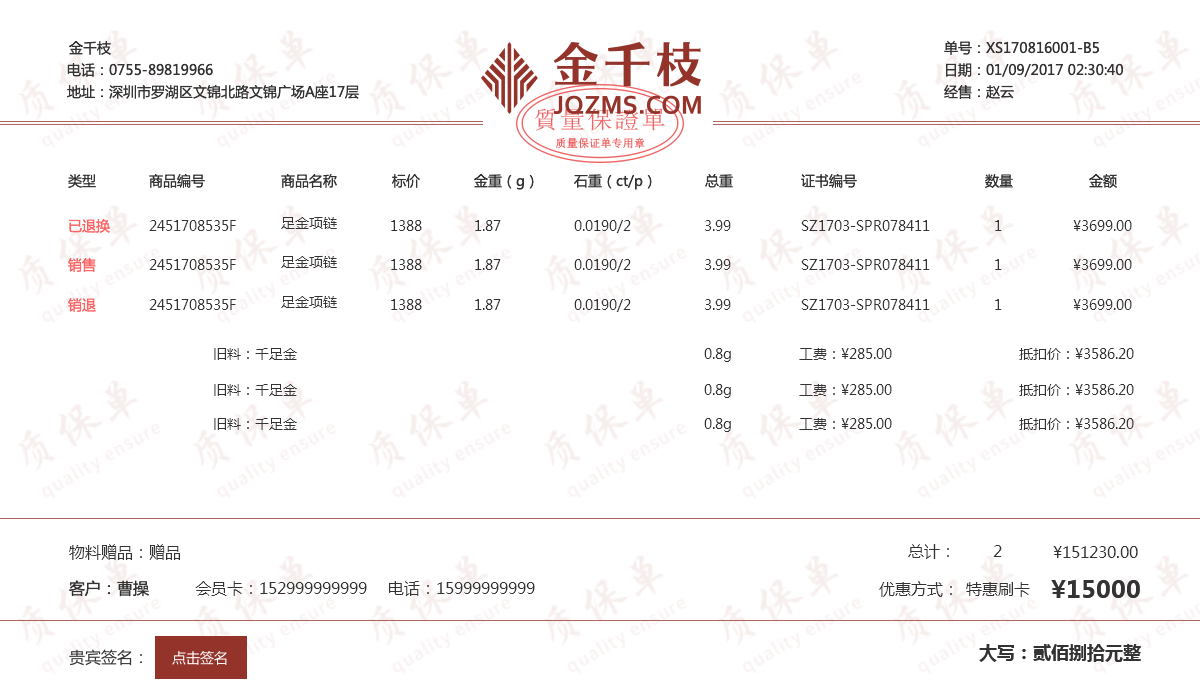 金千枝
电话：0755-89819966
地址：深圳市罗湖区文锦北路文锦广场A座17层
金千枝
JOZMS.COM
質量保證單
质量保证单专用章
单号：XS170816001-B5
日期：01/09/2017 02:30:40
经售：赵云
类型 商品编号 商品名称 标价 金重（g） 石重（ct/p） 总重 证书编号 数量 金额
已退换 2451708535F 足金项链 1388 1.87 0.0190/2 3.99 SZ1703-SPR078411 1 ¥3699.00
销售 2451708535F 足金项链 1388 1.87 0.0190/2 3.99 SZ1703-SPR078411 1 ¥3699.00
销退 2451708535F 足金项链 1388 1.87 0.0190/2 3.99 SZ1703-SPR078411 1 ¥3699.00
旧料：千足金 0.8g 工费：¥285.00 抵扣价：¥3586.20
旧料：千足金 0.8g 工费：¥285.00 抵扣价：¥3586.20
旧料：千足金 0.8g 工费：¥285.00 抵扣价：¥3586.20
物料赠品：赠品 总计： 2 ¥151230.00
客户：曹操 会员卡：152999999999 电话：15999999999 优惠方式： 特惠刷卡 ¥15000
贵宾签名： 点击签名 大写：贰佰捌拾元整
质保单
quality ensure